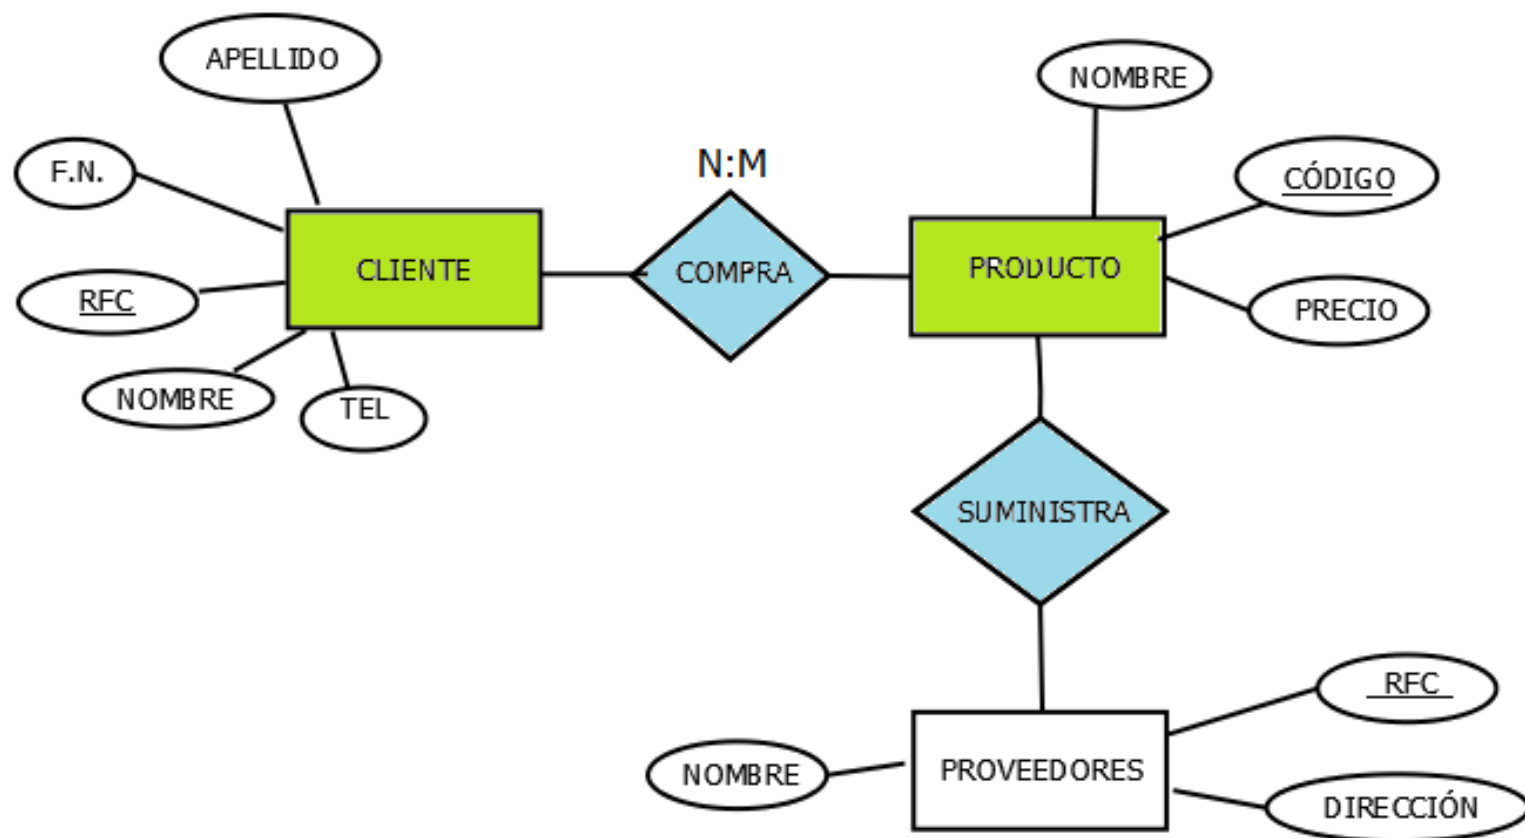 APELLIDO
NOMBRE
F.N.
N:M
CÓDIGO
CLIENTE
COMPRA
PRODUCTO
RFC
PRECIO
NOMBRE
TEL
SUMINISTRA
RFC
NOMBRE
PROVEEDORES
DIRECCIÓN